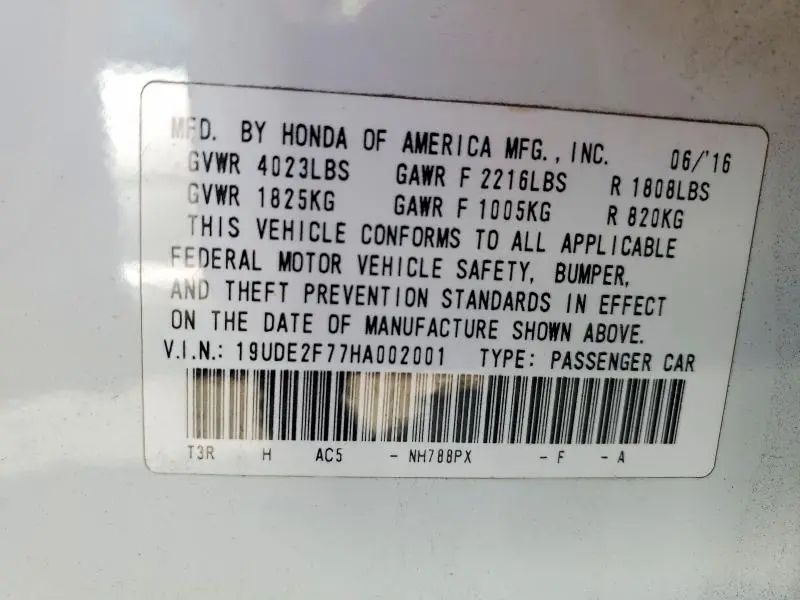 MFD. BY HONDA OF AMERICA MFG., INC. 06/'16
GVWR 4023LBS GAWR F 2216LBS R 1808LBS
GVWR 1825KG GAWR F 1005KG R 820KG
THIS VEHICLE CONFORMS TO ALL APPLICABLE
FEDERAL MOTOR VEHICLE SAFETY, BUMPER,
AND THEFT PREVENTION STANDARDS IN EFFECT
ON THE DATE OF MANUFACTURE SHOWN ABOVE.
V.I.N.: 19UDE2F77HA002001 TYPE: PASSENGER CAR
T3R H AC5 - NH788PX - F - A